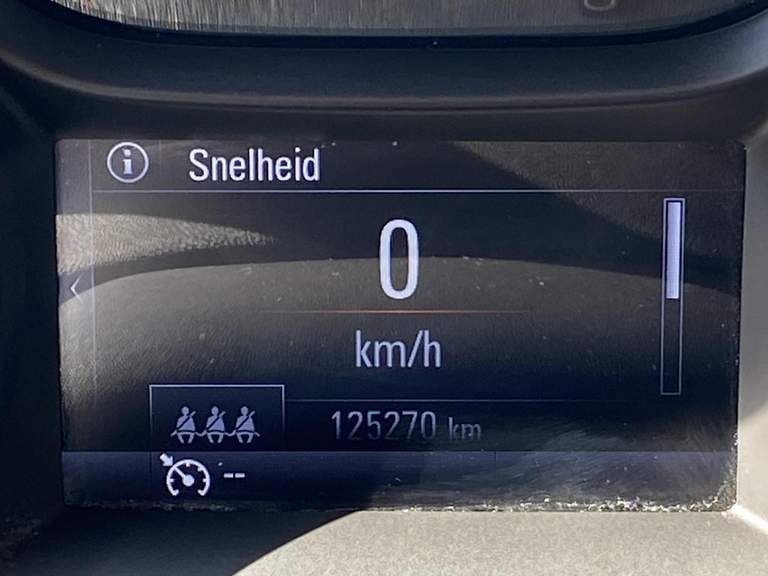 i Snelheid
0
km/h
125270 km
--